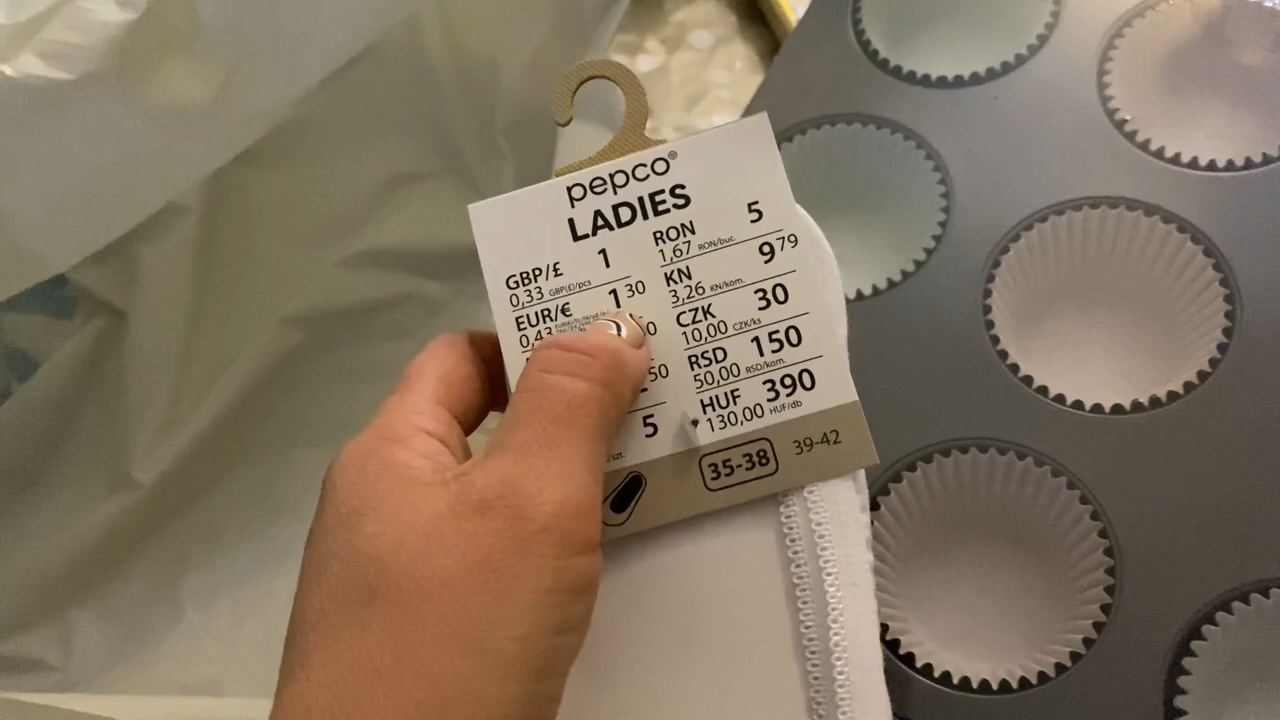 pepco®
LADIES
GBP/£ 1
0,33 GBP(£)/pcs
EUR/€ 1 30
0,43
50
5
/szt.
RON 5
1,67 RON/buc.
KN 9 79
3,26 KN/kom.
CZK 30
10,00 CZK/ks
RSD 150
50,00 RSD/kom.
HUF 390
130,00 HUF/db
35-38 39-42